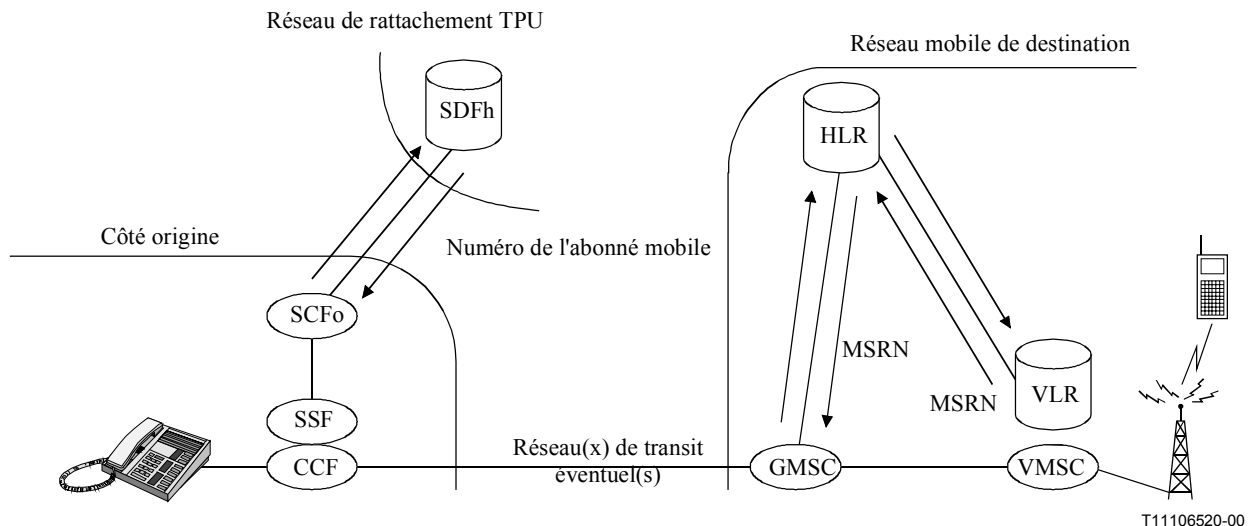 Réseau de rattachement TPU
Réseau mobile de destination
SDFh
HLR
Côté origine
Numéro de l'abonné mobile
SCFo
MSRN
MSRN
VLR
SSF
CCF
Réseau(x) de transit
éventuel(s)
GMSC
VMSC
T11106520-00